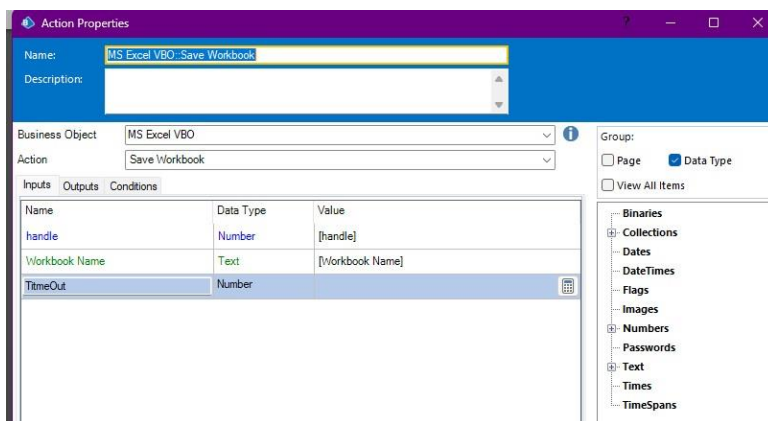 Action Properties
?
Name: MS Excel VBO::Save Workbook
Description:
Business Object MS Excel VBO
Action Save Workbook
Inputs Outputs Conditions
Name Data Type Value
handle Number [handle]
Workbook Name Text [Workbook Name]
TitmeOut Number
Group:
Page Data Type
View All Items
Binaries
Collections
Dates
DateTimes
Flags
Images
Numbers
Passwords
Text
Times
TimeSpans